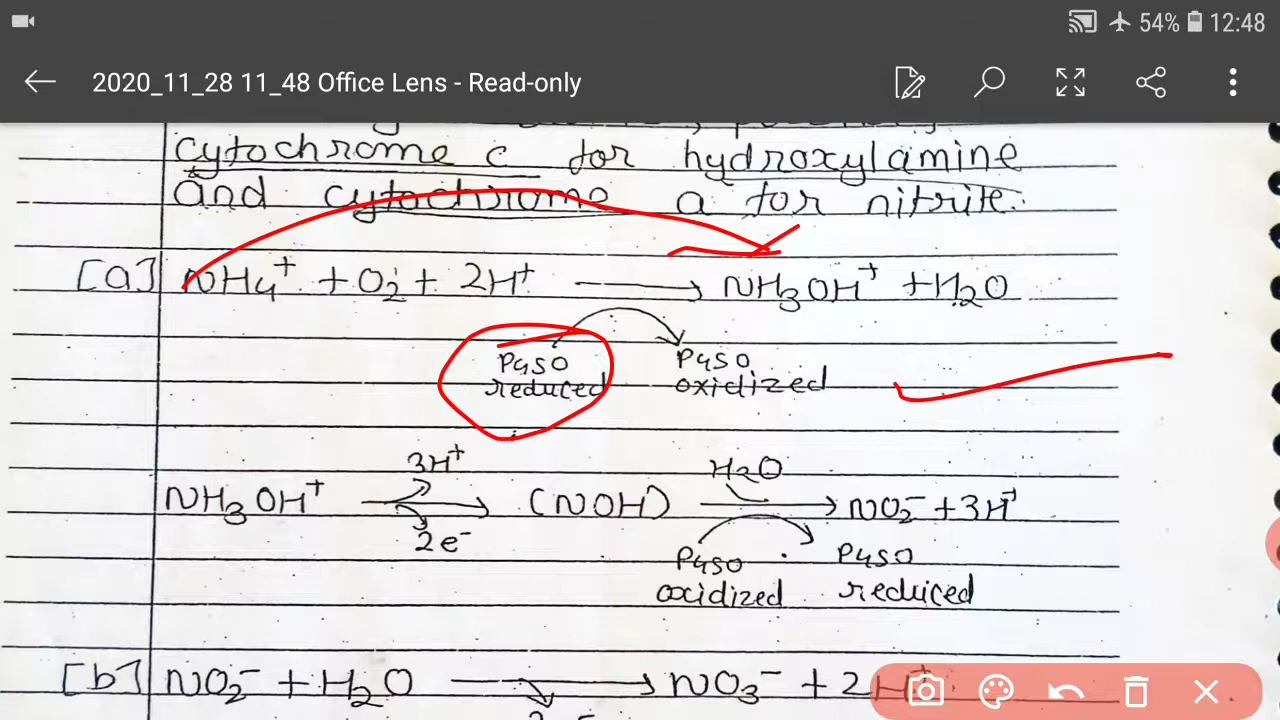 54% 12:48
2020_11_28 11_48 Office Lens - Read-only
cytochrome c for hydroxylamine
and cytochrome a for nitrite.
[a] NH4+ + O2 + 2H+ → NH3OH+ + H2O
P450 reduced P450 oxidized
3H+ H2O
NH3OH+ → (NOH) → NO2- + 3H+
2e-
P450 oxidized P450 reduced
[b] NO2- + H2O → NO3- + 2H+